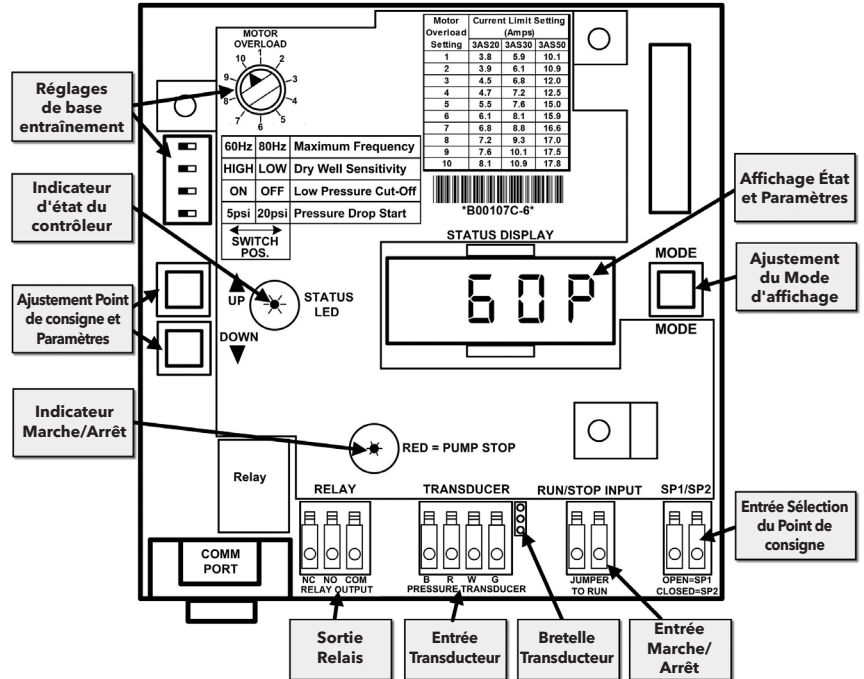 MOTOR
OVERLOAD
10 1 2 3 4 5 6 7 8 9
Motor Overload Setting
Current Limit Setting (Amps)
3AS20 3AS30 3AS50
1 3.8 5.9 10.1
2 3.9 6.1 10.9
3 4.5 6.8 12.0
4 4.7 7.2 12.5
5 5.5 7.6 15.0
6 6.1 8.1 15.9
7 6.8 8.8 16.6
8 7.2 9.3 17.0
9 7.6 10.1 17.5
10 8.1 10.9 17.8
*B00107C-6*
Réglages
de base
entraînement
60Hz 80Hz Maximum Frequency
HIGH LOW Dry Well Sensitivity
ON OFF Low Pressure Cut-Off
5psi 20psi Pressure Drop Start
SWITCH
POS.
Indicateur
d'état du
contrôleur
Affichage État
et Paramètres
STATUS DISPLAY
60P
MODE
MODE
Ajustement
du Mode
d'affichage
Ajustement Point
de consigne et
Paramètres
UP
DOWN
STATUS
LED
Indicateur
Marche/Arrêt
RED = PUMP STOP
Relay
RELAY
TRANSDUCER
RUN/STOP INPUT
SP1/SP2
Entrée Sélection
du Point de
consigne
COMM
PORT
NC NO COM
RELAY OUTPUT
B R W G
PRESSURE TRANSDUCER
JUMPER
TO RUN
OPEN=SP1
CLOSED=SP2
Sortie
Relais
Entrée
Transducteur
Bretelle
Transducteur
Entrée
Marche/
Arrêt